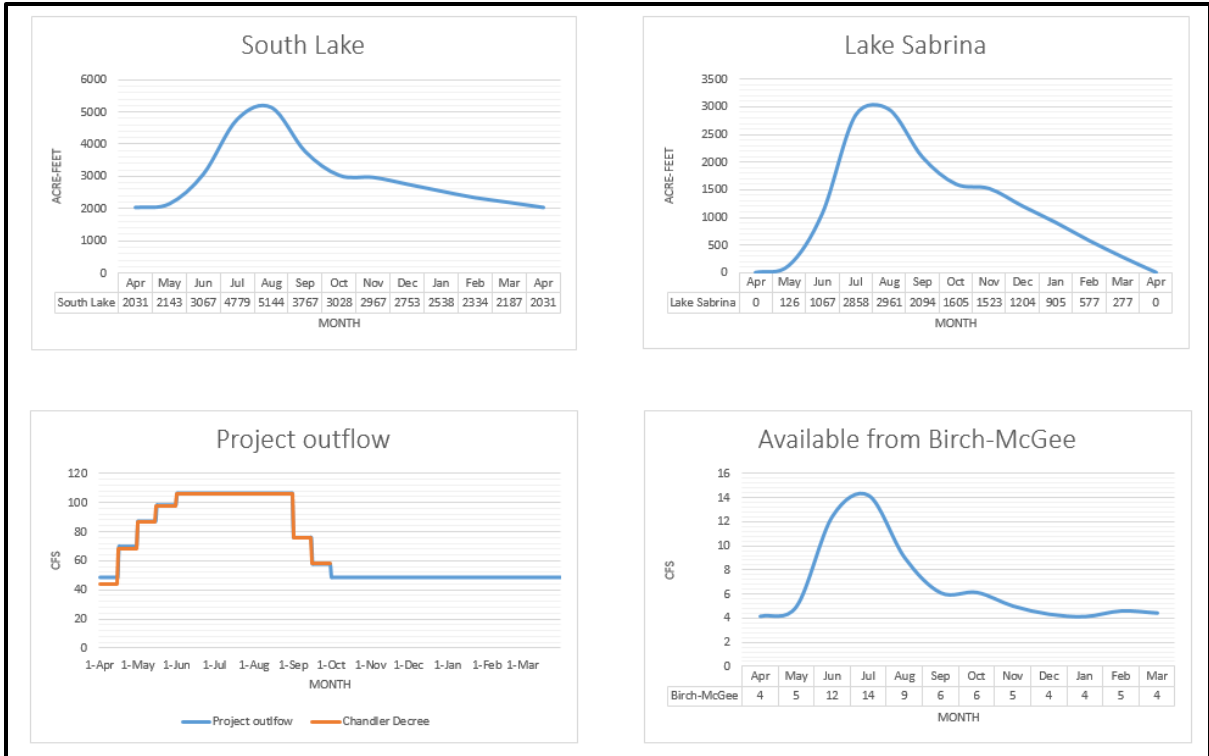 South Lake
6000
5000
4000
3000
2000
1000
0
ACRE-FEET
Apr May Jun Jul Aug Sep Oct Nov Dec Jan Feb Mar Apr
South Lake 2031 2143 3067 4779 5144 3767 3028 2967 2753 2538 2334 2187 2031
MONTH
Lake Sabrina
3500
3000
2500
2000
1500
1000
500
0
ACRE-FEET
Apr May Jun Jul Aug Sep Oct Nov Dec Jan Feb Mar Apr
Lake Sabrina 0 126 1067 2858 2961 2094 1605 1523 1204 905 577 277 0
MONTH
Project outflow
120
100
80
60
40
20
0
CFS
1-Apr 1-May 1-Jun 1-Jul 1-Aug 1-Sep 1-Oct 1-Nov 1-Dec 1-Jan 1-Feb 1-Mar
MONTH
Project outlfow Chandler Decree
Available from Birch-McGee
16
14
12
10
8
6
4
2
0
CFS
Apr May Jun Jul Aug Sep Oct Nov Dec Jan Feb Mar
Birch-McGee 4 5 12 14 9 6 6 5 4 4 5 4
MONTH